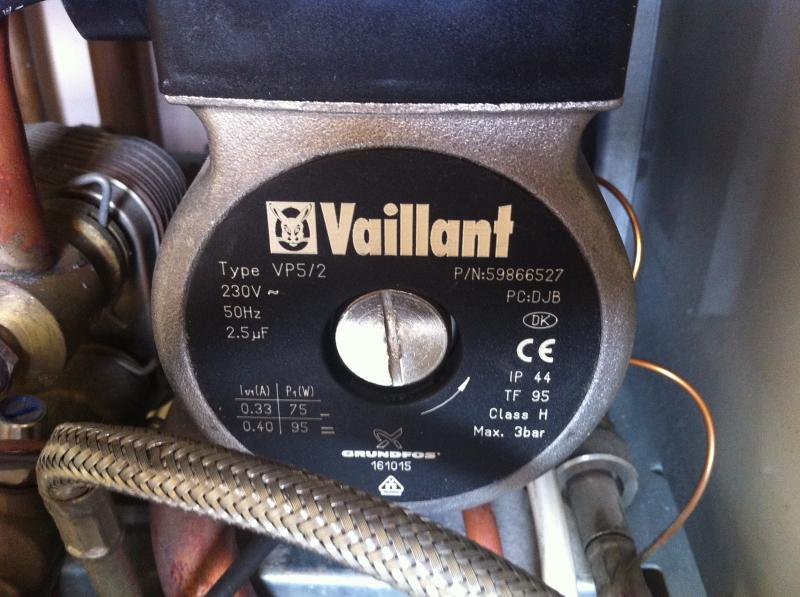 Vaillant
Type VP5/2
P/N:59866527
230V ~
PC:DJB
50Hz
DK
2.5µF
CE
IP 44
TF 95
Class H
Max. 3bar
I1/1(A) P1(W)
0.33 75
0.40 95
GRUNDFOS
161015